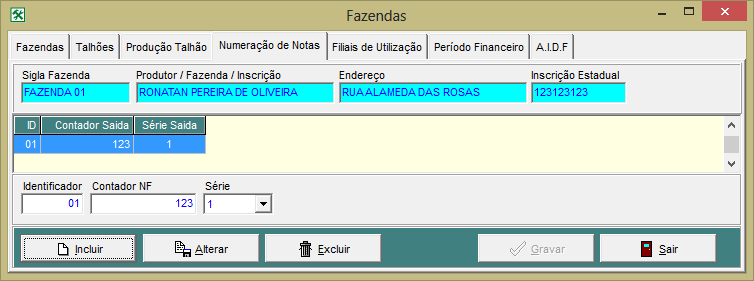 Fazendas
Fazendas Talhões Produção Talhão Numeração de Notas Filiais de Utilização Período Financeiro A.I.D.F
Sigla Fazenda Produtor / Fazenda / Inscrição Endereço Inscrição Estadual
FAZENDA 01 RONATAN PEREIRA DE OLIVEIRA RUA ALAMEDA DAS ROSAS 123123123
ID Contador Saida Série Saida
01 123 1
Identificador Contador NF Série
01 123 1
Incluir Alterar Excluir Gravar Sair